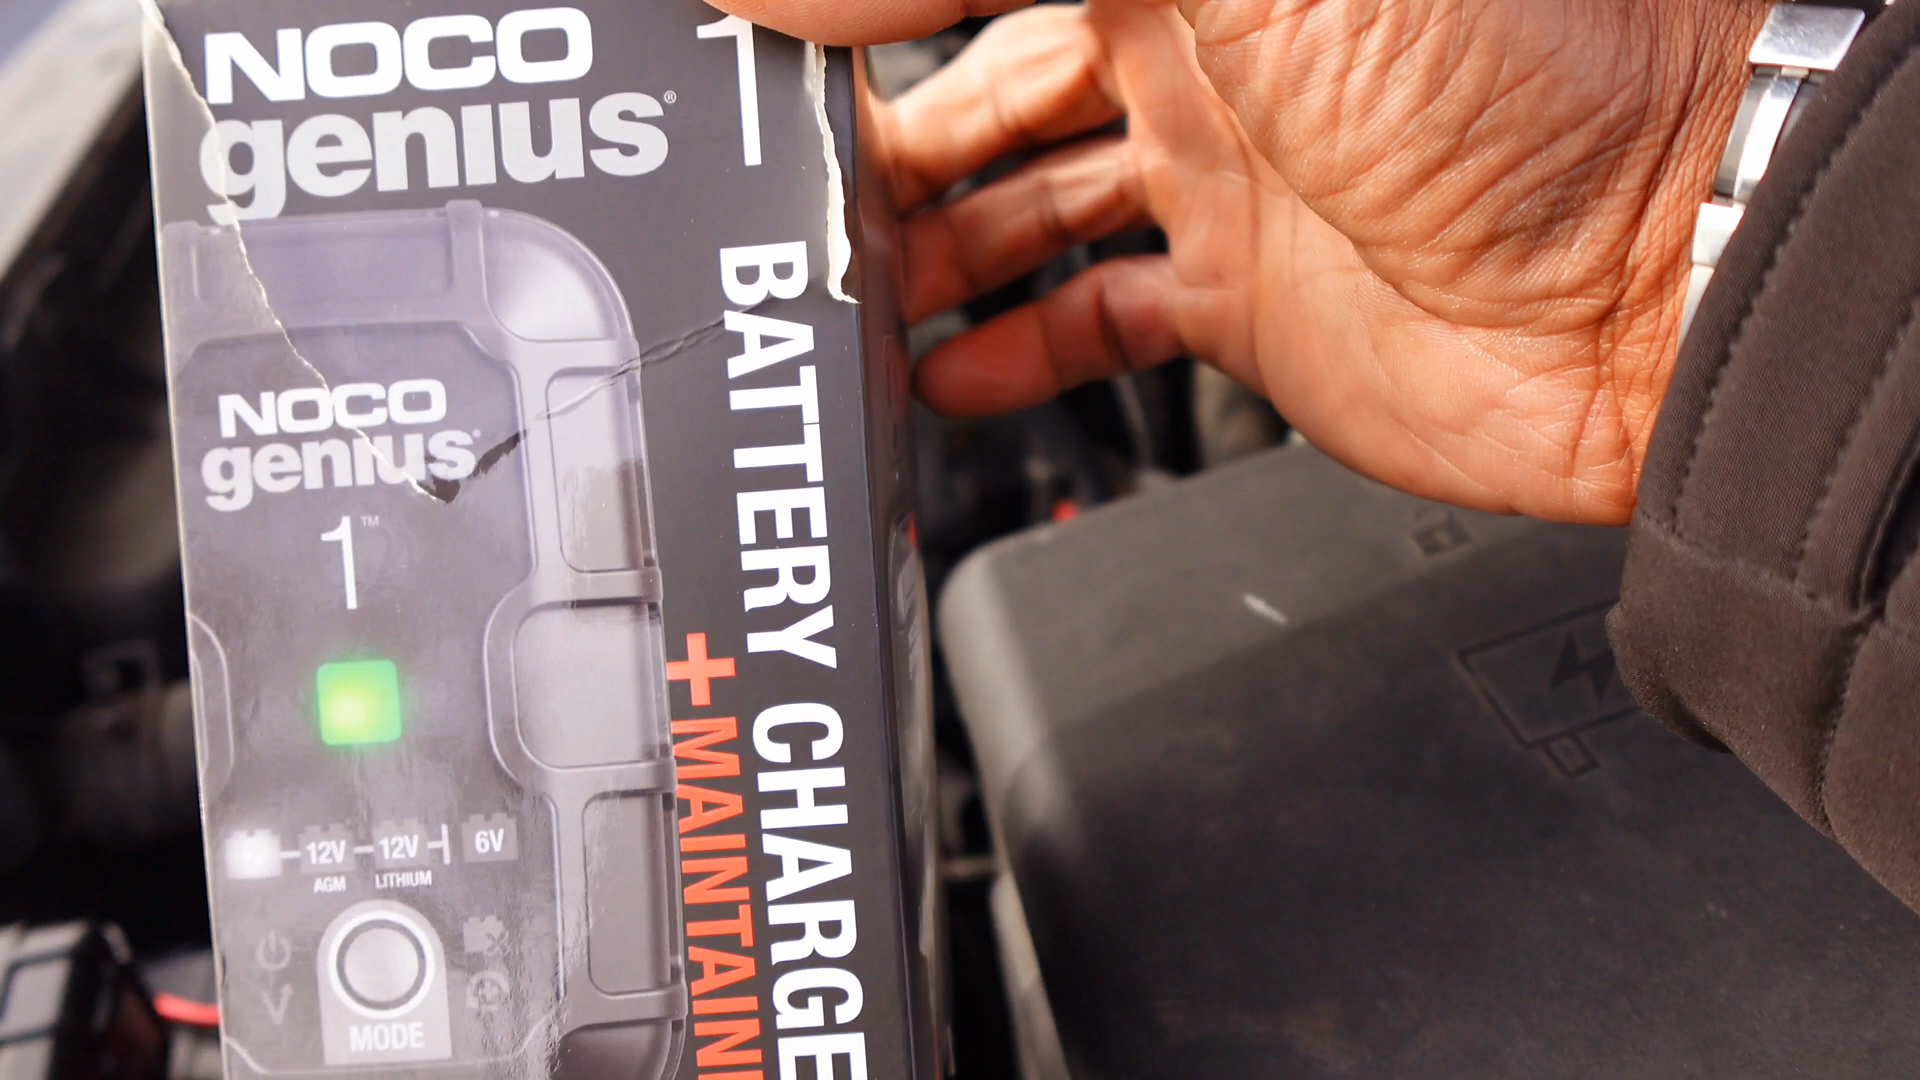 NOCO
genius®
1
BATTERY CHARGE
+MAINTAIN
NOCO
genius
1™
12V
12V
6V
AGM
LITHIUM
MODE